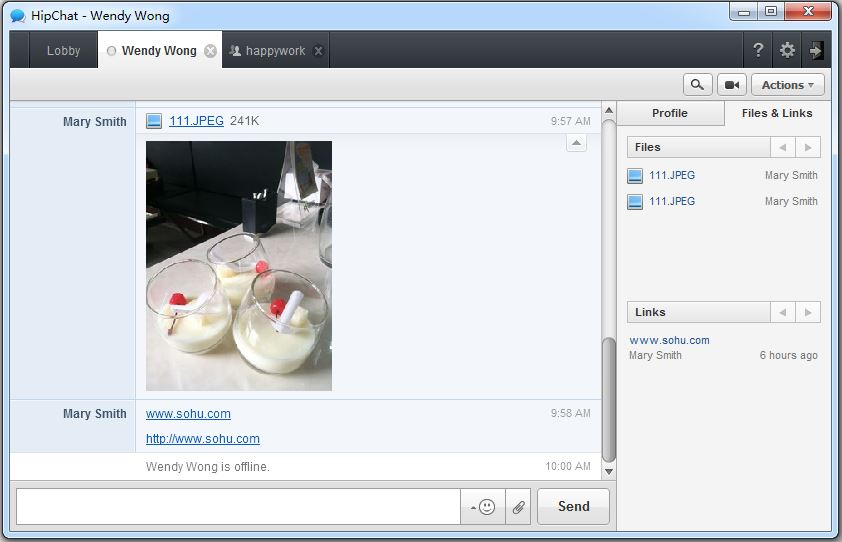 HipChat - Wendy Wong
Lobby
Wendy Wong
happywork
?
Actions
Mary Smith
111.JPEG 241K
9:57 AM
Mary Smith
www.sohu.com
9:58 AM
http://www.sohu.com
Wendy Wong is offline.
10:00 AM
Send
Profile
Files & Links
Files
111.JPEG
Mary Smith
111.JPEG
Mary Smith
Links
www.sohu.com
Mary Smith
6 hours ago